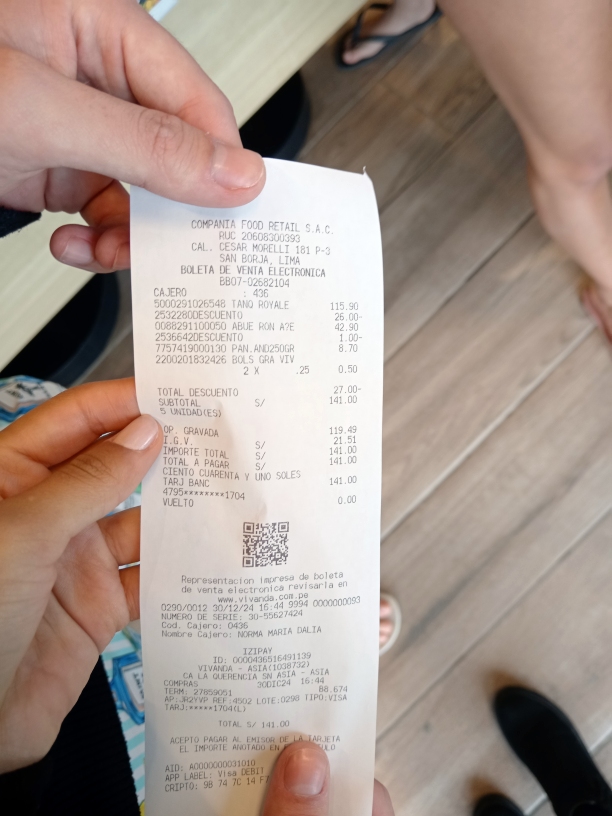 COMPANIA FOOD RETAIL S.A.C.
RUC 20608300393
CAL. CESAR MORELLI 181 P-3
SAN BORJA, LIMA
BOLETA DE VENTA ELECTRONICA
BB07-02682104
CAJERO : 436
5000291026548 TANQ ROYALE 115.90
2532280DESCUENTO 26.00-
0088291100050 ABUE RON A?E 42.90
2536642DESCUENTO 1.00-
7757419000130 PAN.AND250GR 8.70
2200201832426 BOLS GRA VIV
2 X .25 0.50
TOTAL DESCUENTO 27.00-
SUBTOTAL S/ 141.00
5 UNIDAD(ES)
OP. GRAVADA 119.49
I.G.V. S/ 21.51
IMPORTE TOTAL S/ 141.00
TOTAL A PAGAR S/ 141.00
CIENTO CUARENTA Y UNO SOLES
TARJ BANC 141.00
4795********1704
VUELTO 0.00
Representacion impresa de boleta
de venta electronica revisarla en
www.vivanda.com.pe
0290/0012 30/12/24 16:44 9994 0000000093
NUMERO DE SERIE: 30-55627424
Cod. Cajero: 0436
Nombre Cajero: NORMA MARIA DALIA
IZIPAY
ID: 0000436516491139
VIVANDA - ASIA(1038732)
CA LA QUERENCIA SN ASIA - ASIA
COMPRAS 30DIC24 16:44
TERM: 27859051 88.674
AP:JR2YVP REF:4502 LOTE:0298 TIPO:VISA
TARJ:*****1704(L)
TOTAL S/ 141.00
ACEPTO PAGAR AL EMISOR DE LA TARJETA
EL IMPORTE ANOTADO EN
AID: A0000000031010
APP LABEL: Visa DEBIT
CRIPTO: 9B 74 7C 14